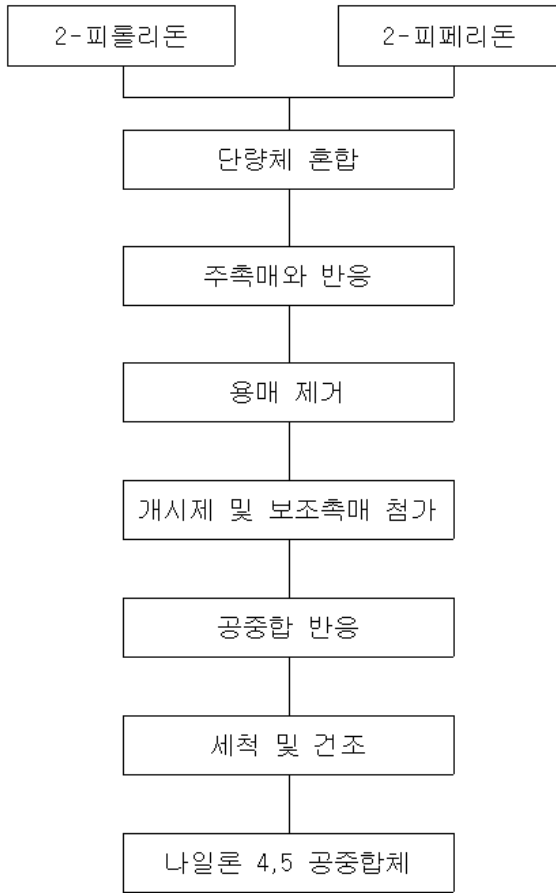 2-피롤리돈
2-피페리돈
단량체 혼합
주촉매와 반응
용매 제거
개시제 및 보조촉매 첨가
공중합 반응
세척 및 건조
나일론 4,5 공중합체